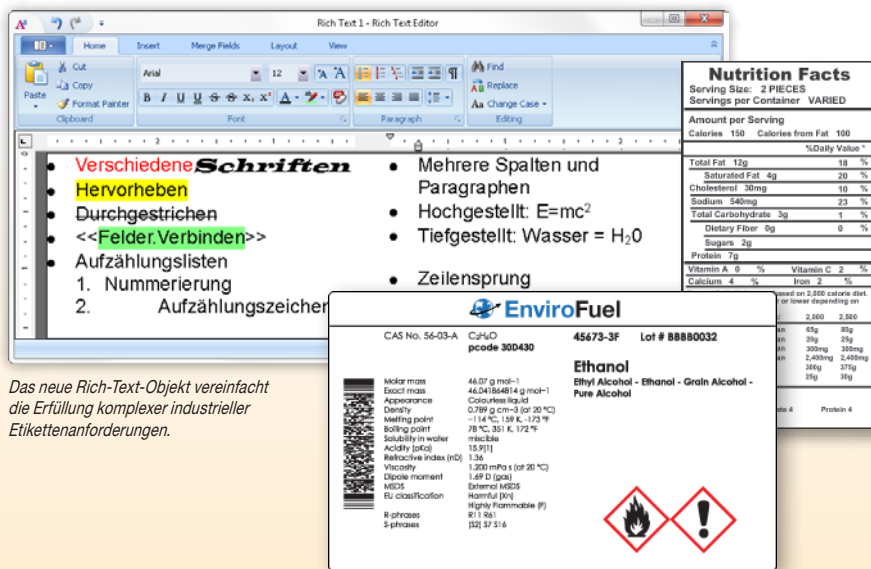 Rich Text 1 - Rich Text Editor
Home Insert Merge Fields Layout View
Paste
Cut
Copy
Format Painter
Clipboard
Arial 12
Font
Paragraph
Find
Replace
Change Case
Editing
Verschiedene Schriften
Hervorheben
Durchgestrichen
<<Felder.Verbinden>>
Aufzählungslisten
1. Nummerierung
2. Aufzählungszeichen
Mehrere Spalten und
Paragraphen
Hochgestellt: E=mc²
Tiefgestellt: Wasser = H₂0
Zeilensprung
Nutrition Facts
Serving Size: 2 PIECES
Servings per Container VARIED
Amount per Serving
Calories 150 Calories from Fat 100
%Daily Value *
Total Fat 12g 18 %
Saturated Fat 4g 20 %
Cholesterol 30mg 10 %
Sodium 540mg 23 %
Total Carbohydrate 3g 1 %
Dietary Fiber 0g 0 %
Sugars 2g
Protein 7g
Vitamin A 0 % Vitamin C 2 %
Calcium 4 % Iron 2 %
based on 2,000 calorie diet.
or lower depending on
2,000 2,500
65g 80g
20g 25g
300mg 300mg
2,400mg 2,400mg
300g 375g
25g 30g
4 Protein 4
EnviroFuel
CAS No. 56-03-A C₂H₆O
pcode 30D430
45673-3F Lot # BBBB0032
Ethanol
Ethyl Alcohol - Ethanol - Grain Alcohol -
Pure Alcohol
Molar mass 46.07 g mol−1
Exact mass 46.041864814 g mol−1
Appearance Colourless liquid
Density 0.789 g cm−3 (at 20 °C)
Melting point −114 °C, 159 K, -173 °F
Boiling point 78 °C, 351 K, 172 °F
Solubility in water miscible
Acidity (pKa) 15.9[1]
Refractive index (nD) 1.36
Viscosity 1.200 mPa s (at 20 °C)
Dipole moment 1.69 D (gas)
MSDS External MSDS
EU classification Harmful (Xn)
Highly Flammable (F)
R-phrases R11 R61
S-phrases (S2) S7 S16
Das neue Rich-Text-Objekt vereinfacht
die Erfüllung komplexer industrieller
Etikettenanforderungen.